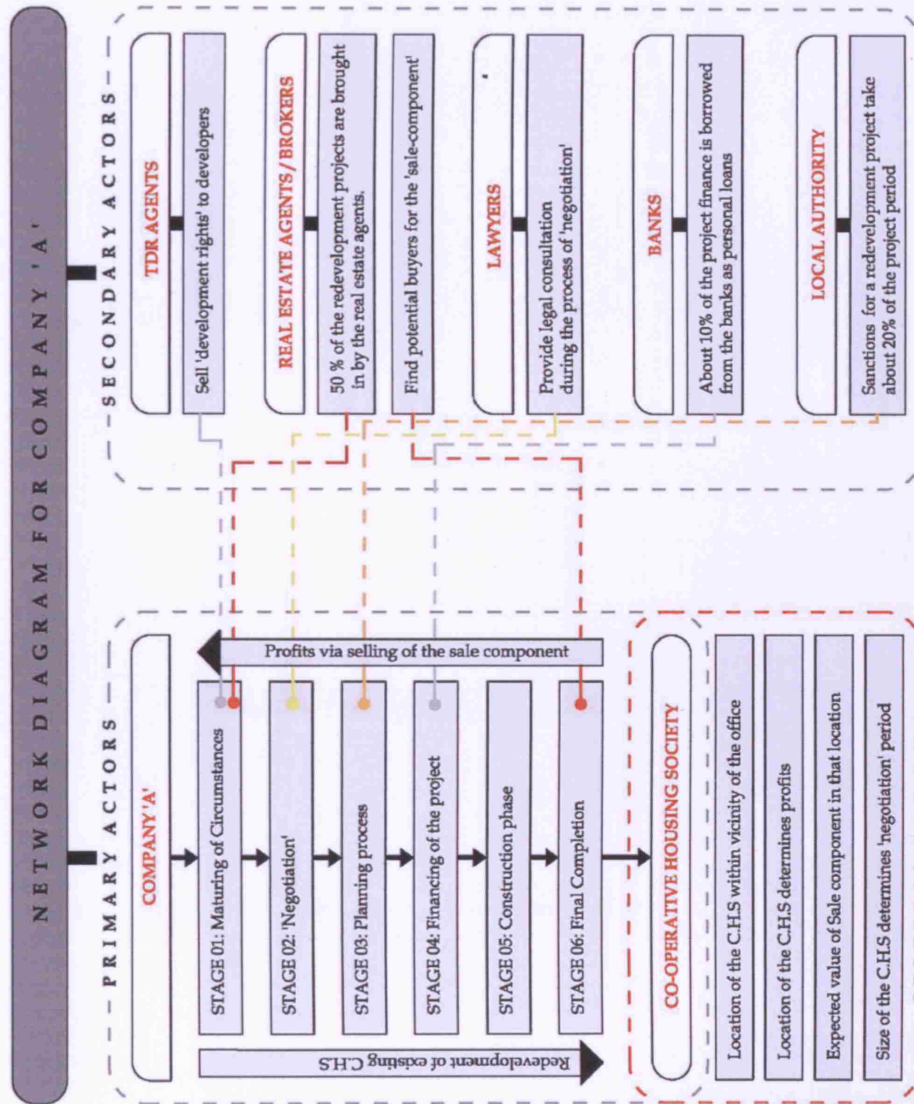 NETWORK DIAGRAM FOR COMPANY 'A'
PRIMARY ACTORS
COMPANY 'A'
STAGE 01: Maturing of Circumstances
STAGE 02: 'Negotiation'
STAGE 03: Planning process
STAGE 04: Financing of the project
STAGE 05: Construction phase
STAGE 06: Final Completion
Redevelopment of existing C.H.S
Profits via selling of the sale component
CO-OPERATIVE HOUSING SOCIETY
Location of the C.H.S within vicinity of the office
Location of the C.H.S determines profits
Expected value of Sale component in that location
Size of the C.H.S determines 'negotiation' period
SECONDARY ACTORS
TDR AGENTS
Sell 'development rights' to developers
REAL ESTATE AGENTS / BROKERS
50 % of the redevelopment projects are brought
in by the real estate agents.
Find potential buyers for the 'sale-component'
LAWYERS
Provide legal consultation
during the process of 'negotiation'
BANKS
About 10% of the project finance is borrowed
from the banks as personal loans
LOCAL AUTHORITY
Sanctions for a redevelopment project take
about 20% of the project period